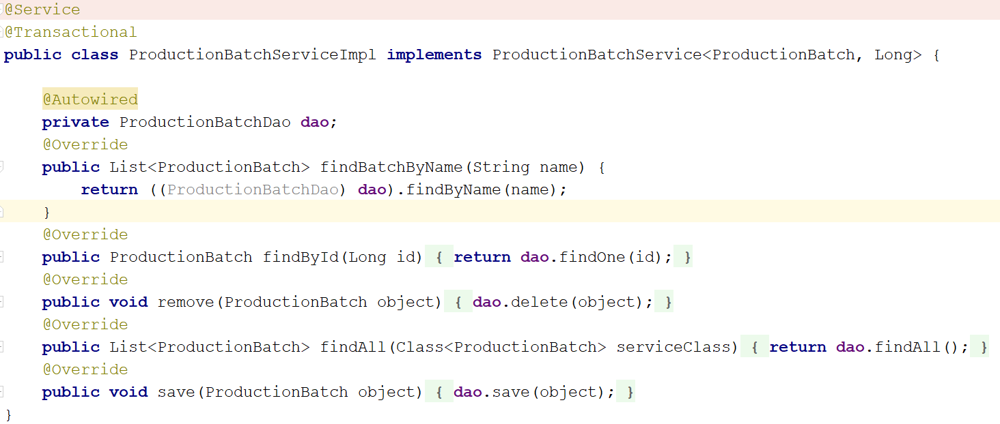 @Service
@Transactional
public class ProductionBatchServiceImpl implements ProductionBatchService<ProductionBatch, Long> {
@Autowired
private ProductionBatchDao dao;
@Override
public List<ProductionBatch> findBatchByName(String name) {
return ((ProductionBatchDao) dao).findByName(name);
}
@Override
public ProductionBatch findById(Long id) { return dao.findOne(id); }
@Override
public void remove(ProductionBatch object) { dao.delete(object); }
@Override
public List<ProductionBatch> findAll(Class<ProductionBatch> serviceClass) { return dao.findAll(); }
@Override
public void save(ProductionBatch object) { dao.save(object); }
}